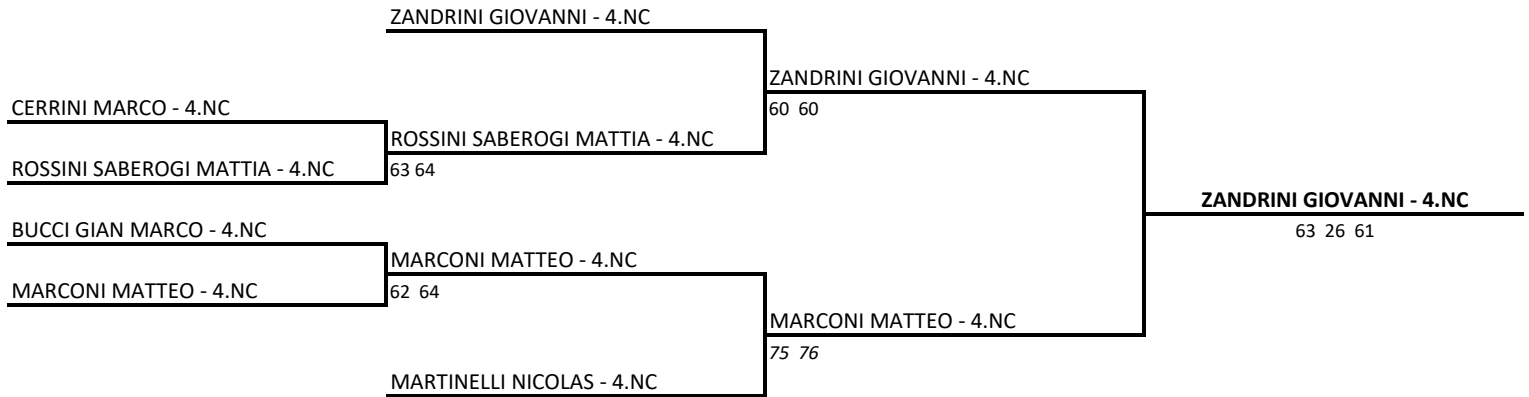 ZANDRINI GIOVANNI - 4.NC
ZANDRINI GIOVANNI - 4.NC
CERRINI MARCO - 4.NC
60 60
ROSSINI SABEROGI MATTIA - 4.NC
ROSSINI SABEROGI MATTIA - 4.NC
63 64
ZANDRINI GIOVANNI - 4.NC
BUCCI GIAN MARCO - 4.NC
63 26 61
MARCONI MATTEO - 4.NC
MARCONI MATTEO - 4.NC
62 64
MARCONI MATTEO - 4.NC
75 76
MARTINELLI NICOLAS - 4.NC